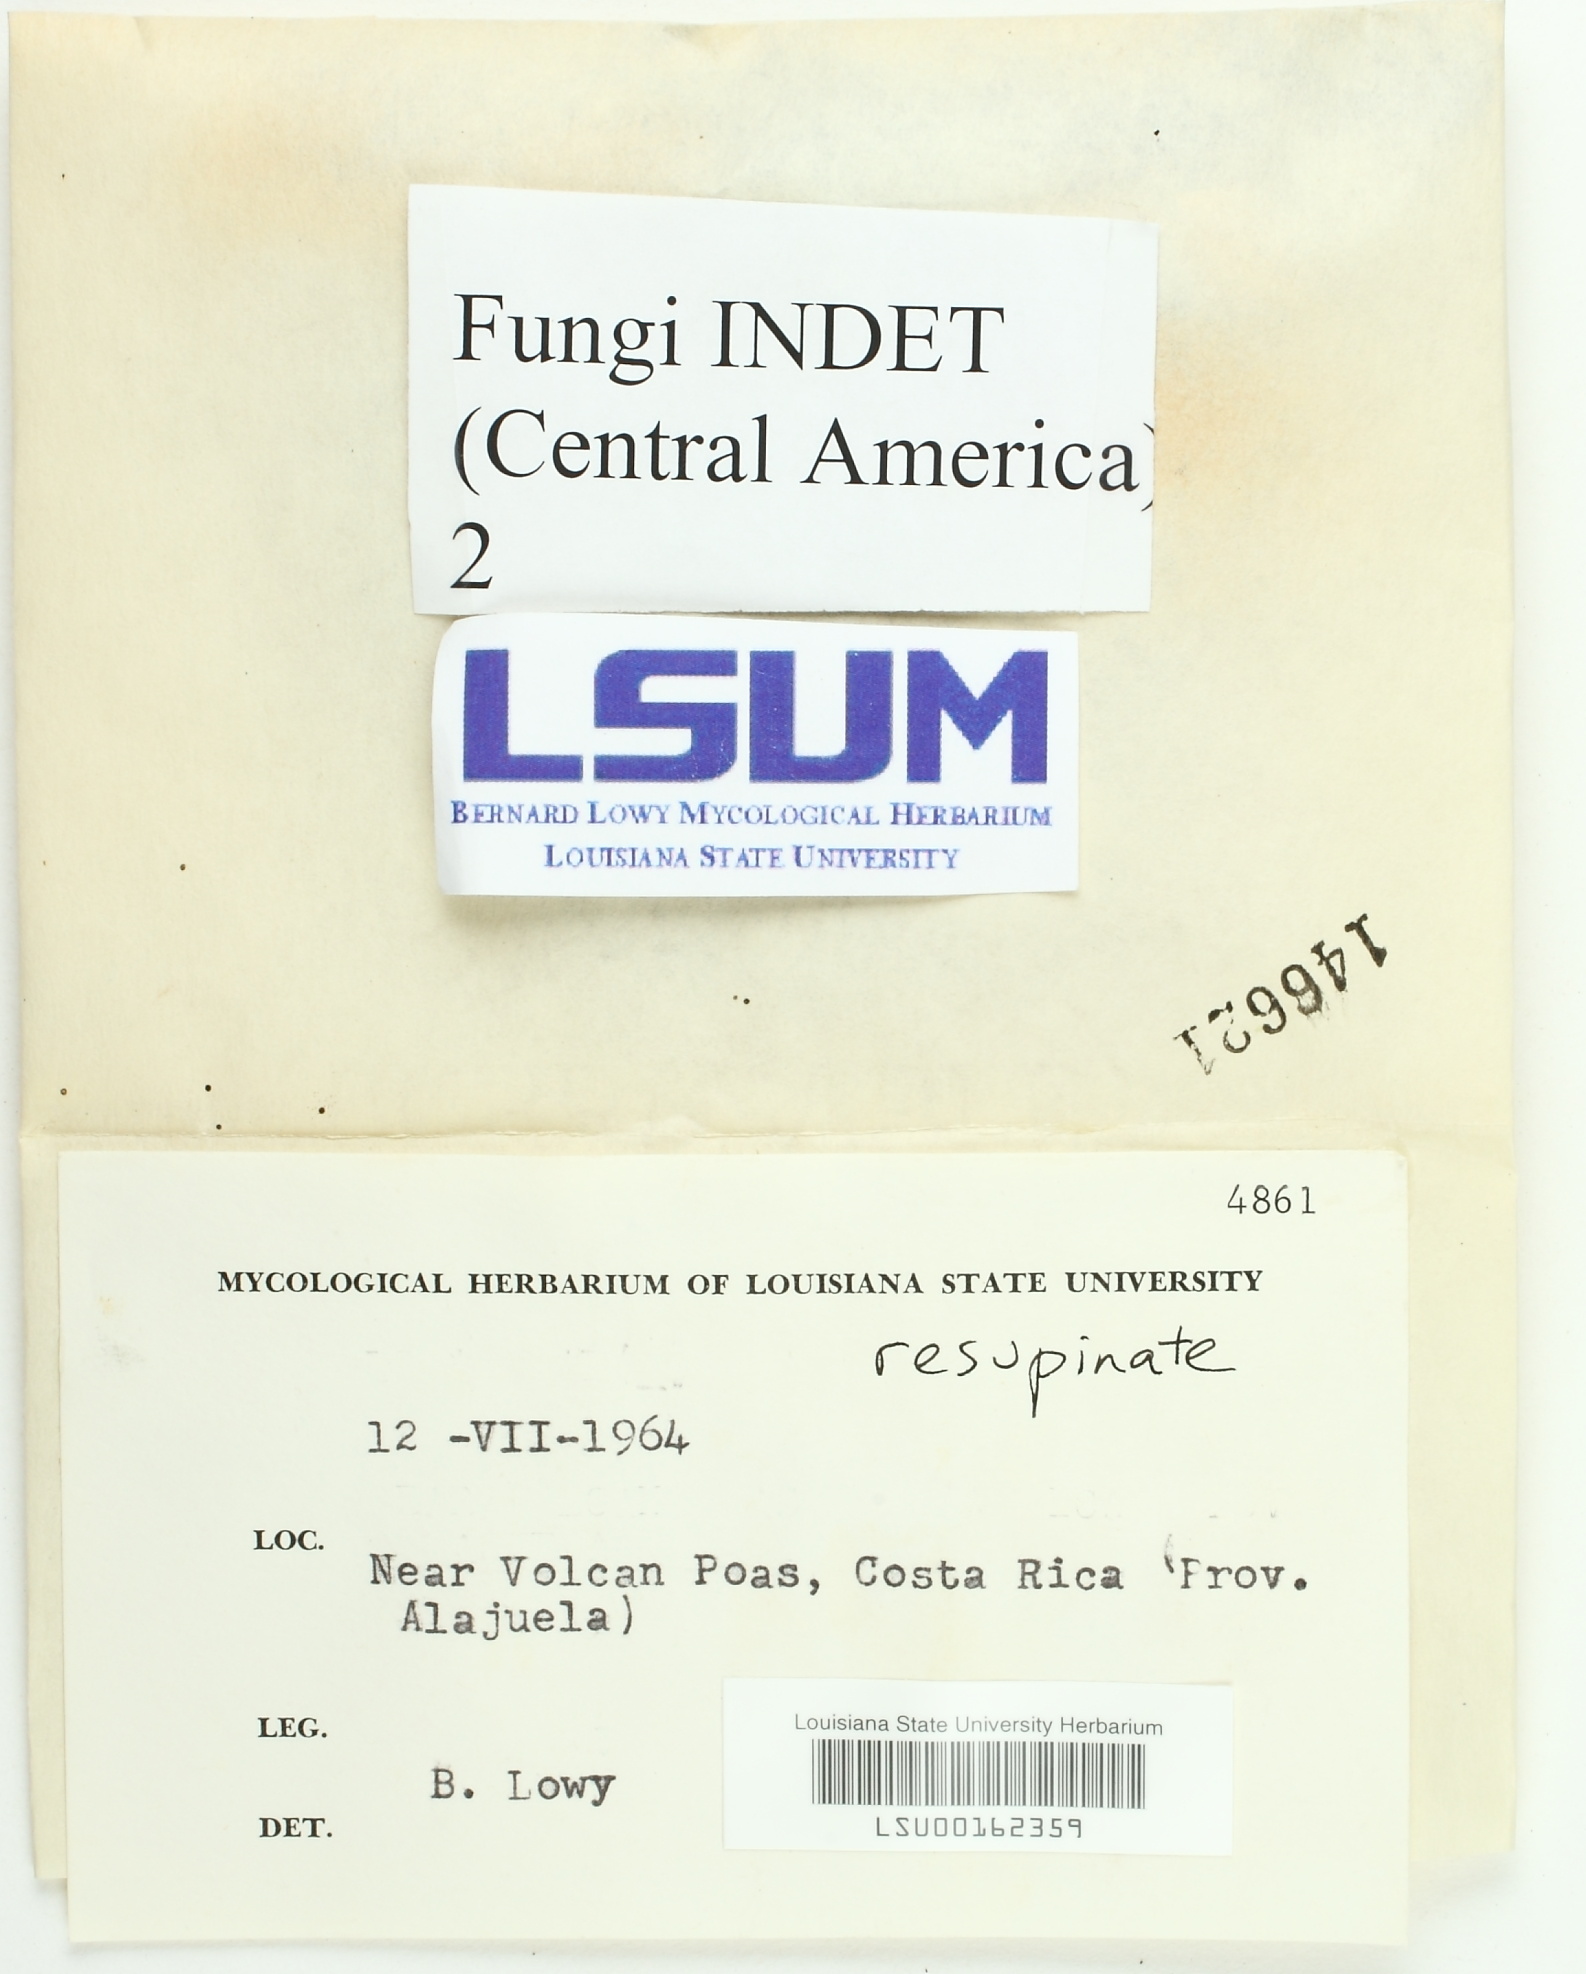 Fungi INDET
(Central America)
2
LSUM
BERNARD LOWY MYCOLOGICAL HERBARIUM
LOUISIANA STATE UNIVERSITY
146621
4861
MYCOLOGICAL HERBARIUM OF LOUISIANA STATE UNIVERSITY
resupinate
12 -VII-1964
LOC.
Near Volcan Poas, Costa Rica (Prov.
Alajuela)
LEG.
B. Lowy
DET.
Louisiana State University Herbarium
LSU00162359